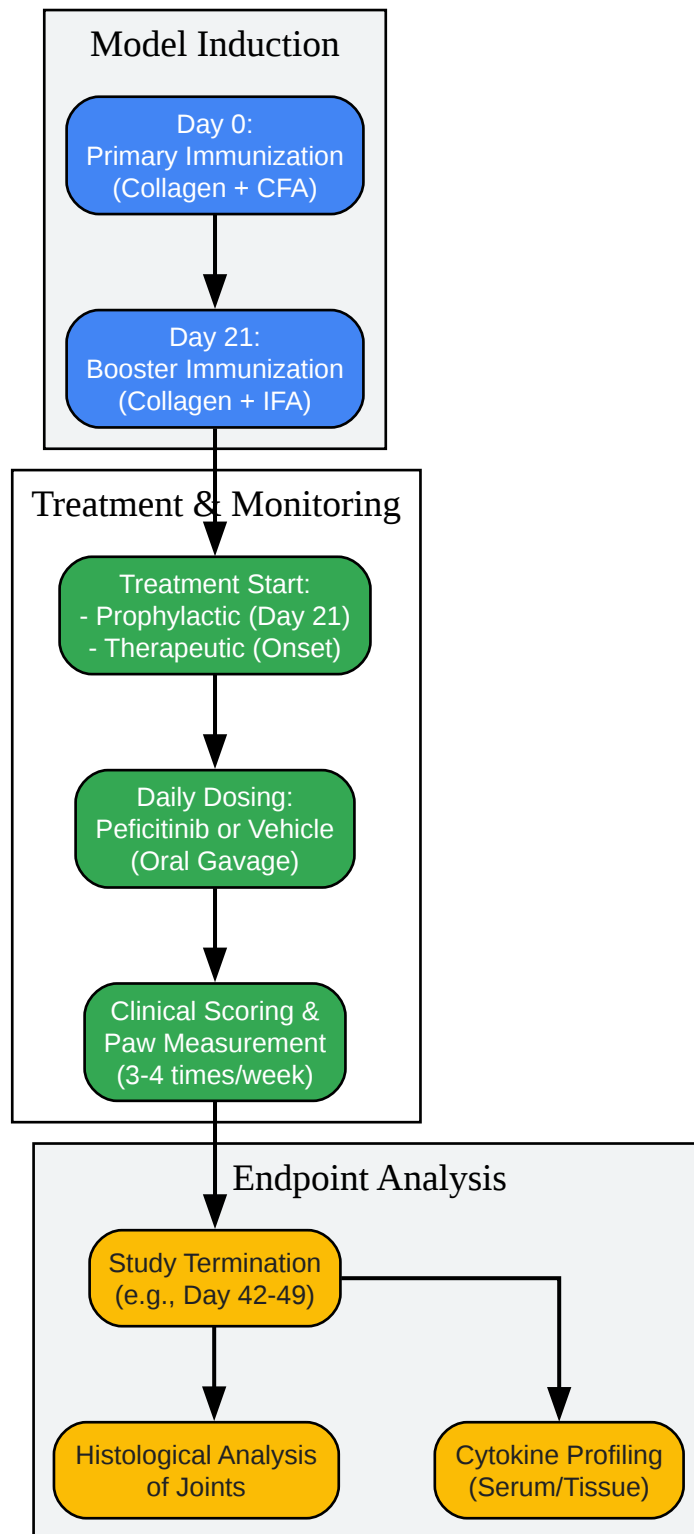 Model Induction
Day 0:
Primary Immunization
(Collagen + CFA)
Day 21:
Booster Immunization
(Collagen + IFA)
Treatment & Monitoring
Treatment Start:
- Prophylactic (Day 21)
- Therapeutic (Onset)
Daily Dosing:
Peficitinib or Vehicle
(Oral Gavage)
Clinical Scoring &
Paw Measurement
(3-4 times/week)
Endpoint Analysis
Study Termination
(e.g., Day 42-49)
Histological Analysis
of Joints
Cytokine Profiling
(Serum/Tissue)